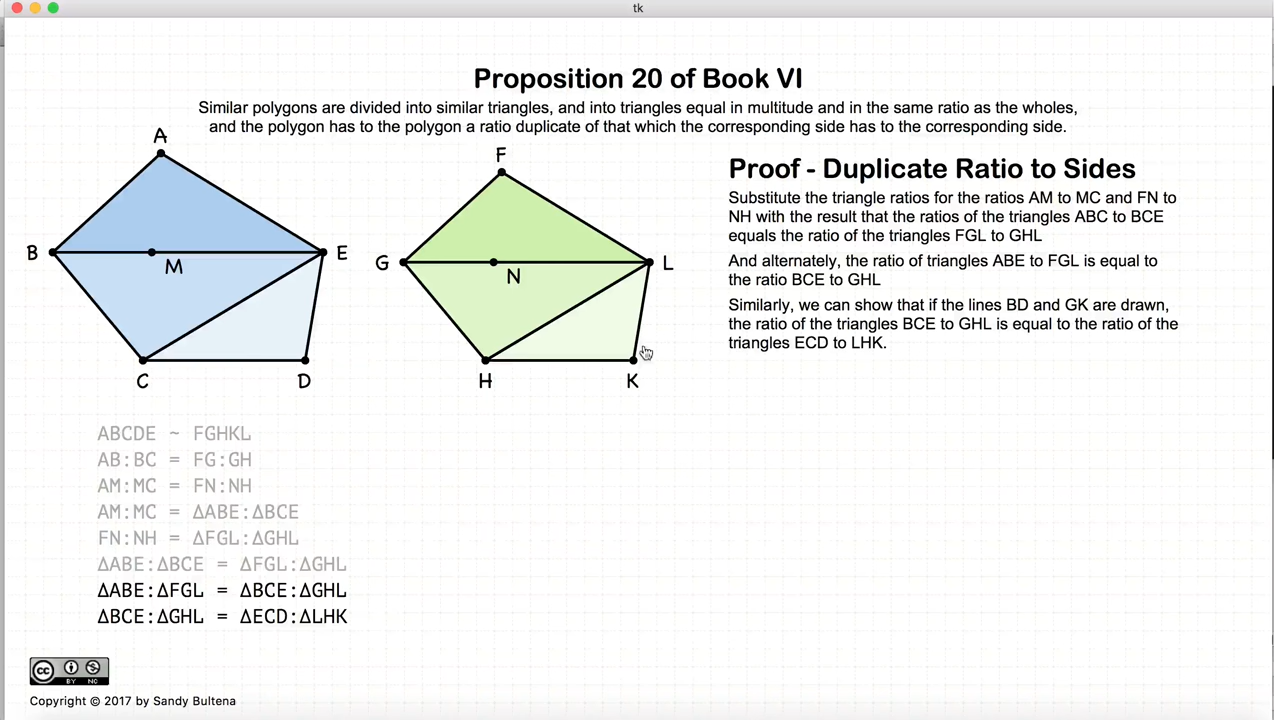 tk
Proposition 20 of Book VI
Similar polygons are divided into similar triangles, and into triangles equal in multitude and in the same ratio as the wholes,
and the polygon has to the polygon a ratio duplicate of that which the corresponding side has to the corresponding side.
A
B
M
E
C
D
F
G
N
L
H
K
Proof - Duplicate Ratio to Sides
Substitute the triangle ratios for the ratios AM to MC and FN to
NH with the result that the ratios of the triangles ABC to BCE
equals the ratio of the triangles FGL to GHL
And alternately, the ratio of triangles ABE to FGL is equal to
the ratio BCE to GHL
Similarly, we can show that if the lines BD and GK are drawn,
the ratio of the triangles BCE to GHL is equal to the ratio of the
triangles ECD to LHK.
ABCDE ~ FGHKL
AB:BC = FG:GH
AM:MC = FN:NH
AM:MC = ΔABE:ΔBCE
FN:NH = ΔFGL:ΔGHL
ΔABE:ΔBCE = ΔFGL:ΔGHL
ΔABE:ΔFGL = ΔBCE:ΔGHL
ΔBCE:ΔGHL = ΔECD:ΔLHK
cc
BY NC
Copyright © 2017 by Sandy Bultena